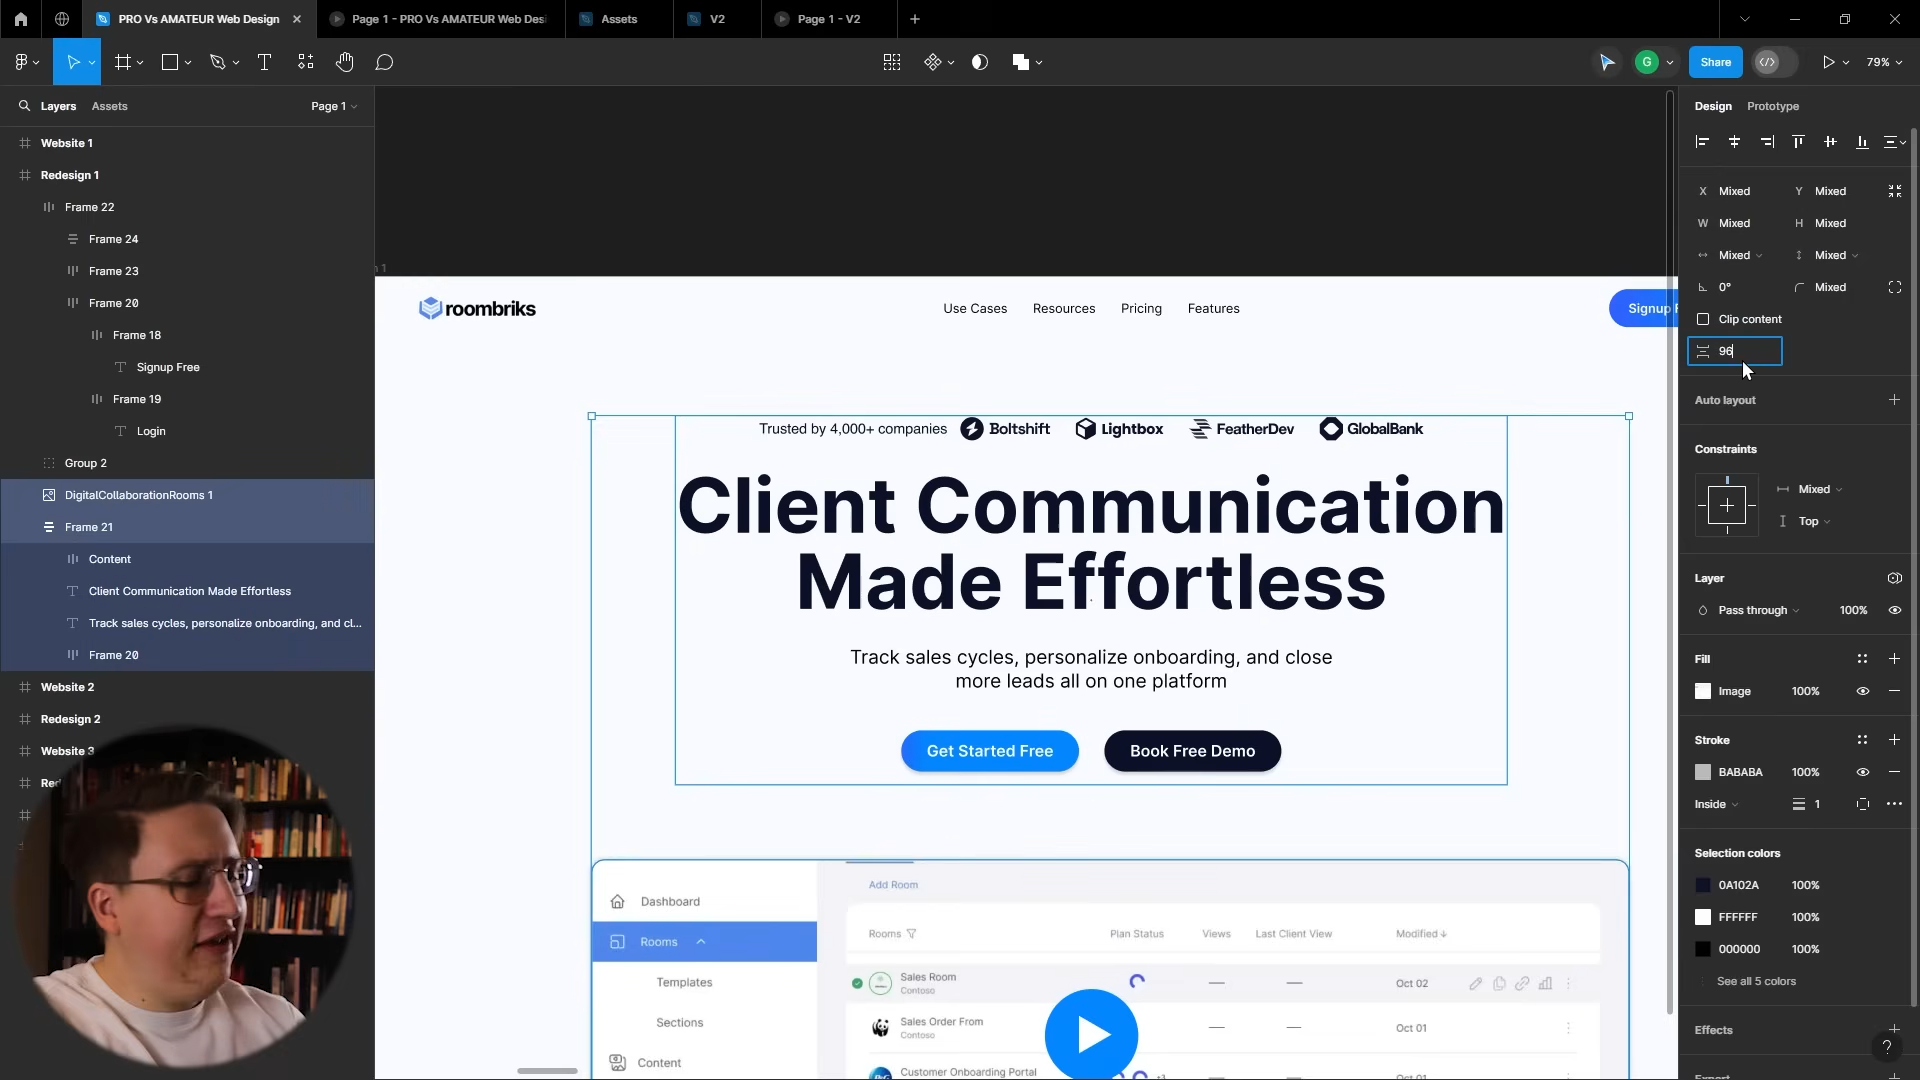 PRO Vs AMATEUR Web Design
Page 1 - PRO Vs AMATEUR Web Desi
Assets
V2
Page 1 - V2
G
Share
79%
Layers
Assets
Page 1
Design
Prototype
Website 1
Redesign 1
Frame 22
Frame 24
Frame 23
Frame 20
Frame 18
Signup Free
Frame 19
Login
Group 2
DigitalCollaborationRooms 1
Frame 21
Content
Client Communication Made Effortless
Track sales cycles, personalize onboarding, and cl...
Frame 20
Website 2
Redesign 2
Website 3
Red
n 1
roombriks
Use Cases
Resources
Pricing
Features
Signup F
Trusted by 4,000+ companies
Boltshift
Lightbox
FeatherDev
GlobalBank
Client Communication
Made Effortless
Track sales cycles, personalize onboarding, and close
more leads all on one platform
Get Started Free
Book Free Demo
Dashboard
Rooms
Templates
Sections
Content
Add Room
Rooms
Plan Status
Views
Last Client View
Modified
Sales Room
Contoso
Oct 02
Sales Order From
Contoso
Oct 01
Customer Onboarding Portal
+3
Oct 01
X Mixed
Y Mixed
W Mixed
H Mixed
Mixed
Mixed
0°
Mixed
Clip content
96
Auto layout
Constraints
Mixed
Top
Layer
Pass through
100%
Fill
Image
100%
Stroke
BABABA
100%
Inside
1
Selection colors
0A102A
100%
FFFFFF
100%
000000
100%
See all 5 colors
Effects
?
Export